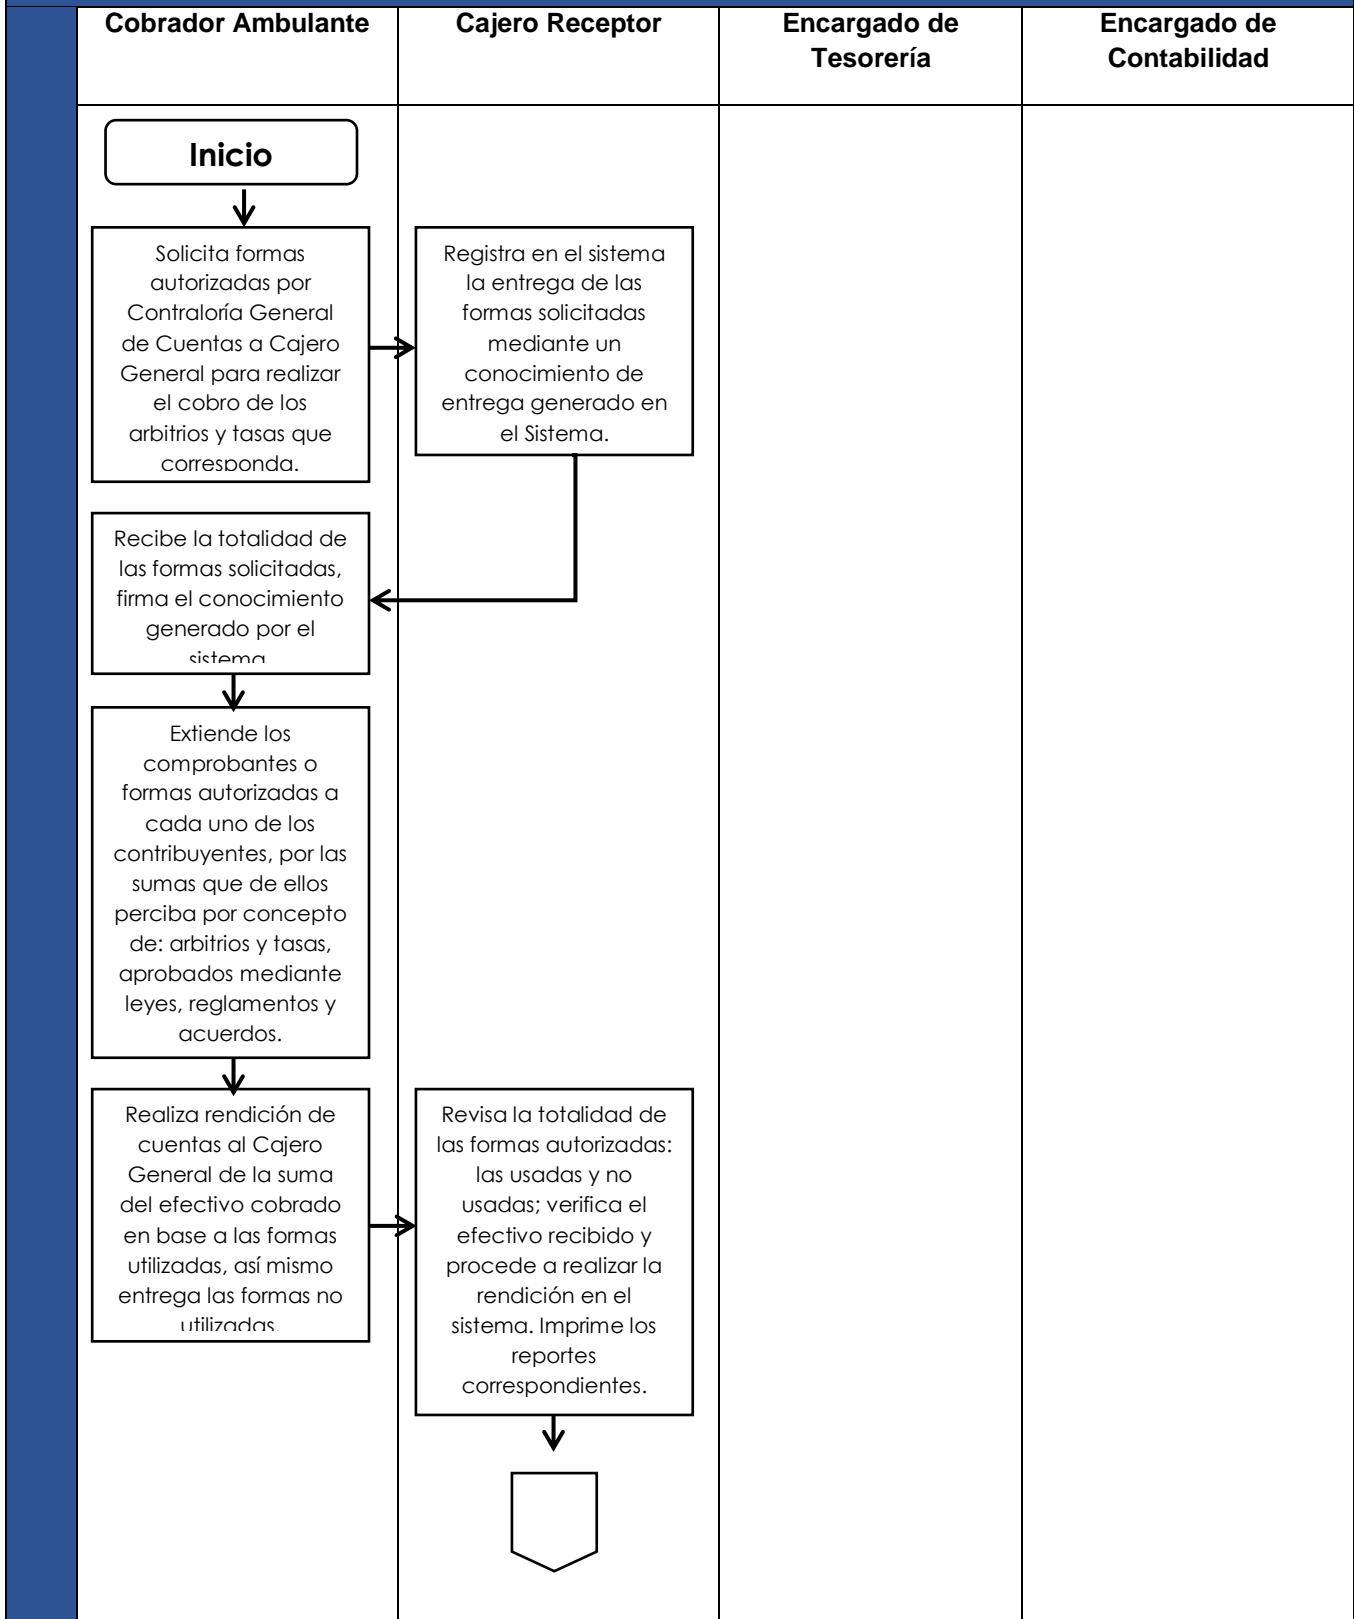 Cobrador Ambulante
Cajero Receptor
Encargado de
Tesorería
Encargado de
Contabilidad
Inicio
Solicita formas
autorizadas por
Contraloría General
de Cuentas a Cajero
General para realizar
el cobro de los
arbitrios y tasas que
corresponda.
Registra en el sistema
la entrega de las
formas solicitadas
mediante un
conocimiento de
entrega generado en
el Sistema.
Recibe la totalidad de
las formas solicitadas,
firma el conocimiento
generado por el
sistema
Extiende los
comprobantes o
formas autorizadas a
cada uno de los
contribuyentes, por las
sumas que de ellos
perciba por concepto
de: arbitrios y tasas,
aprobados mediante
leyes, reglamentos y
acuerdos.
Realiza rendición de
cuentas al Cajero
General de la suma
del efectivo cobrado
en base a las formas
utilizadas, así mismo
entrega las formas no
utilizadas.
Revisa la totalidad de
las formas autorizadas:
las usadas y no
usadas; verifica el
efectivo recibido y
procede a realizar la
rendición en el
sistema. Imprime los
reportes
correspondientes.